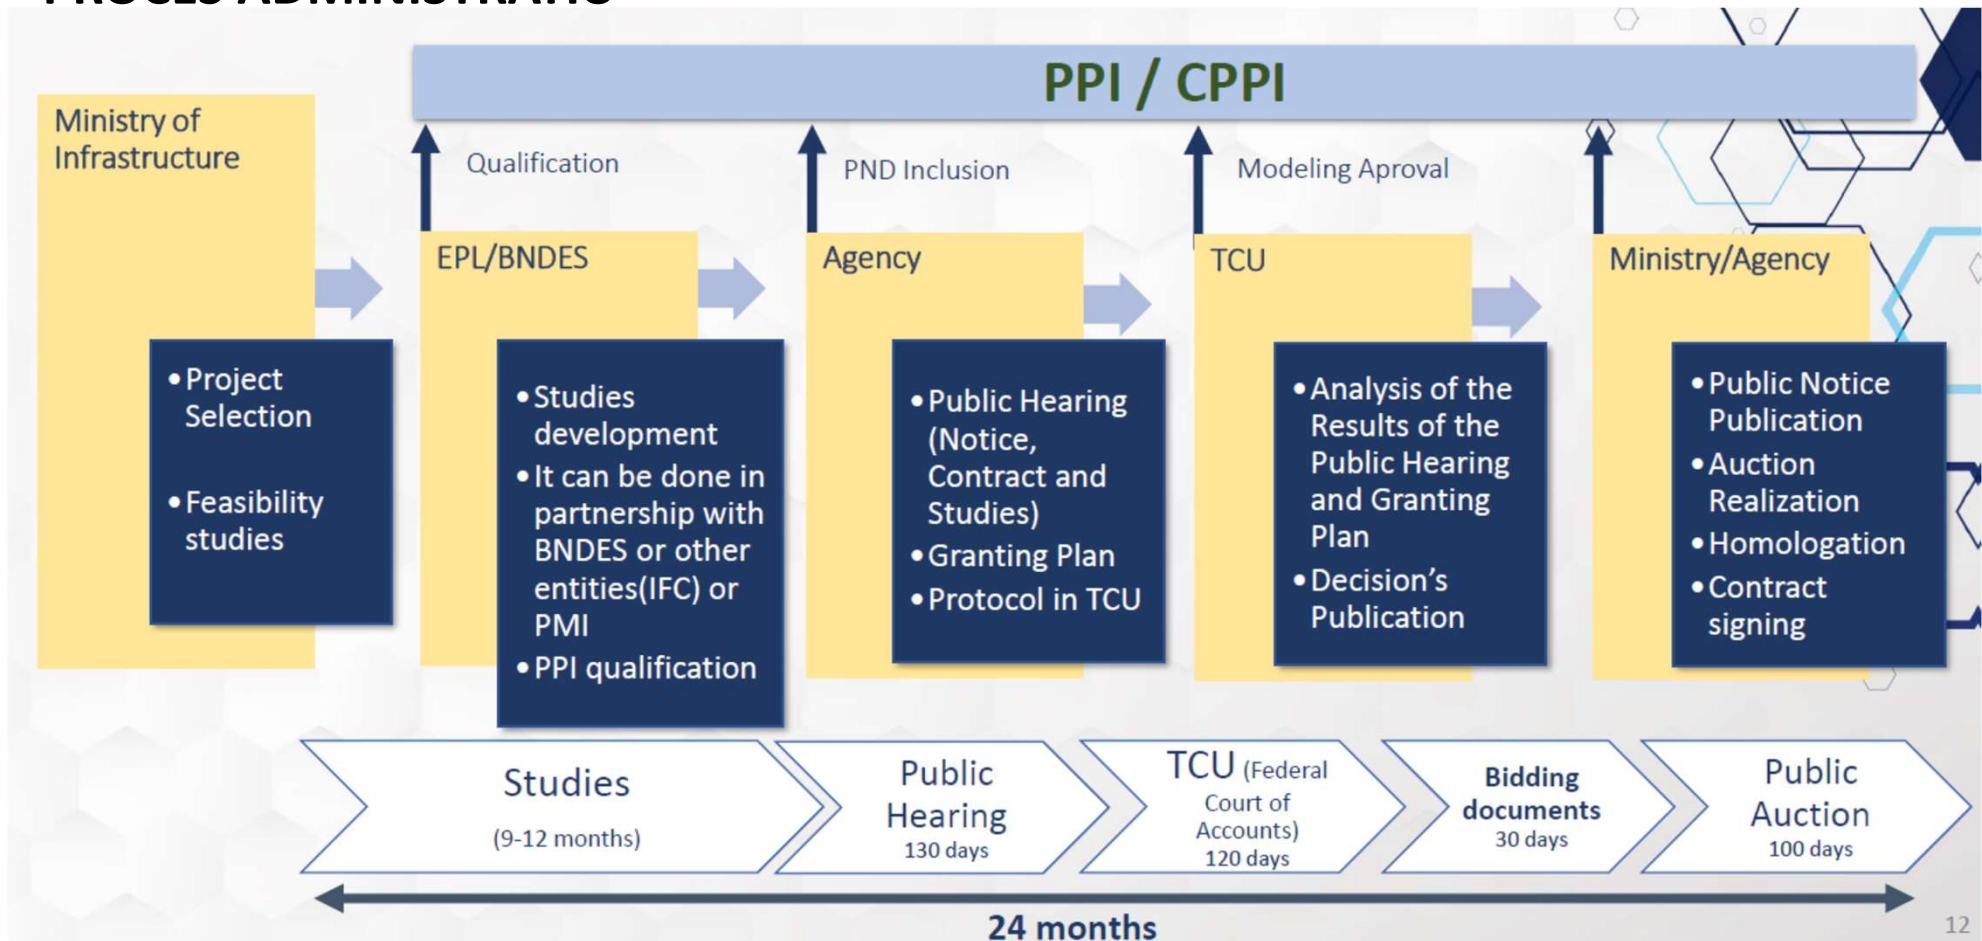 PROCÉS ADMINISTRATIU
PPI / CPPI
Ministry of
Infrastructure
Qualification
PND Inclusion
Modeling Aproval
EPL/BNDES
Agency
TCU
Ministry/Agency
•Project
Selection
•Feasibility
studies
•Studies
development
•It can be done in
partnership with
BNDES or other
entities(IFC) or
PMI
•PPI qualification
•Public Hearing
(Notice,
Contract and
Studies)
•Granting Plan
•Protocol in TCU
•Analysis of the
Results of the
Public Hearing
and Granting
Plan
•Decision’s
Publication
•Public Notice
Publication
•Auction
Realization
•Homologation
•Contract
signing
Studies
(9-12 months)
Public
Hearing
130 days
TCU (Federal
Court of
Accounts)
120 days
Bidding
documents
30 days
Public
Auction
100 days
24 months
12